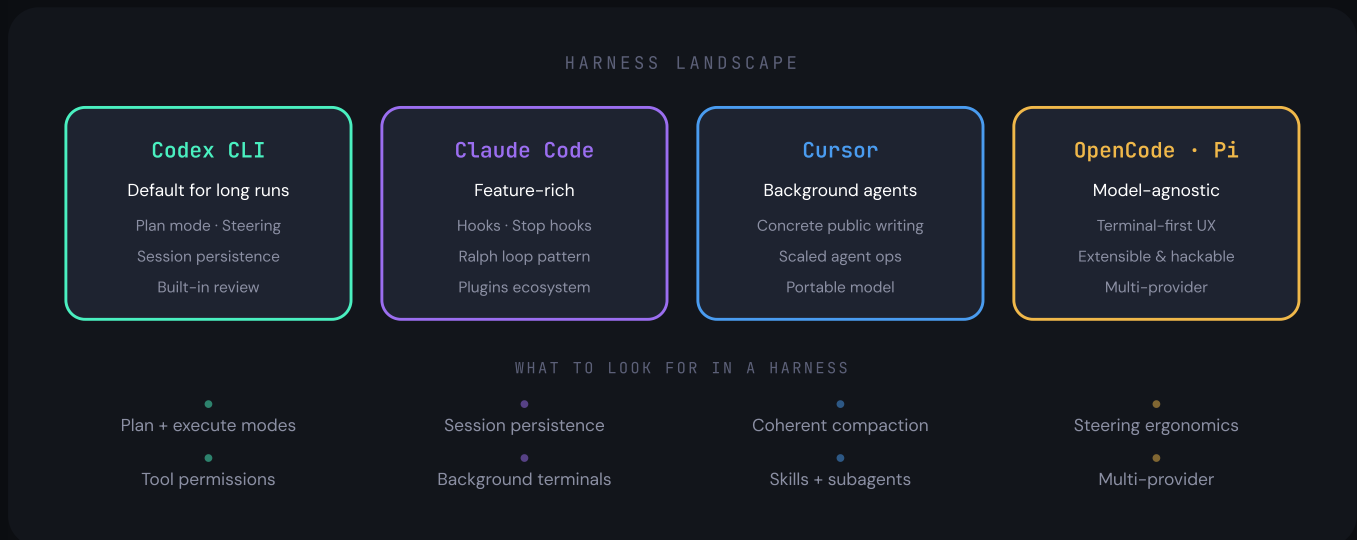 HARNESS LANDSCAPE
Codex CLI
Default for long runs
Plan mode · Steering
Session persistence
Built-in review
Claude Code
Feature-rich
Hooks · Stop hooks
Ralph loop pattern
Plugins ecosystem
Cursor
Background agents
Concrete public writing
Scaled agent ops
Portable model
OpenCode · Pi
Model-agnostic
Terminal-first UX
Extensible & hackable
Multi-provider
WHAT TO LOOK FOR IN A HARNESS
Plan + execute modes
Session persistence
Coherent compaction
Steering ergonomics
Tool permissions
Background terminals
Skills + subagents
Multi-provider